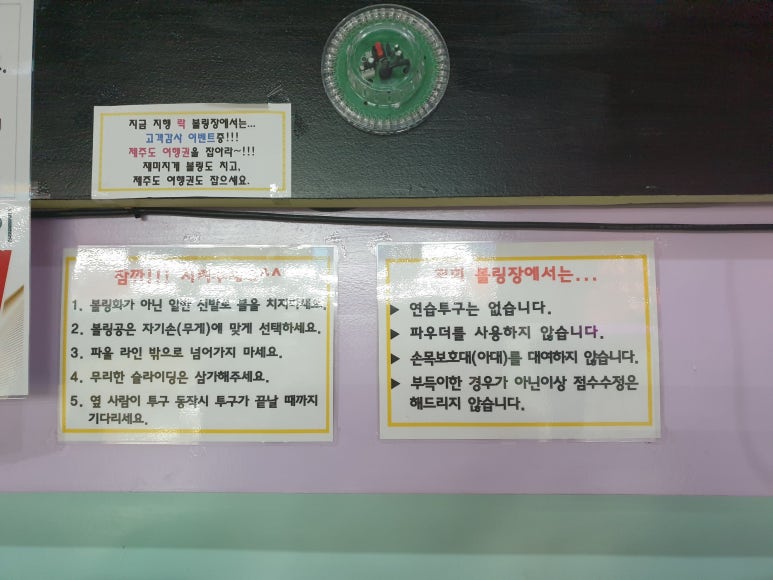 지금 지행 락 볼링장에서는...
고객감사 이벤트중!!!
제주도 여행권을 잡아라~!!!
재미지게 볼링도 치고,
제주도 여행권도 잡으세요.
잠깐!!!
1. 볼링화가 아닌 일반 신발로 볼을 치지마세요.
2. 볼링공은 자기손(무게)에 맞게 선택하세요.
3. 파울 라인 밖으로 넘어가지 마세요.
4. 무리한 슬라이딩은 삼가해주세요.
5. 옆 사람이 투구 동작시 투구가 끝날 때까지
기다리세요.
저희 볼링장에서는...
▶ 연습투구는 없습니다.
▶ 파우더를 사용하지 않습니다.
▶ 손목보호대(아대)를 대여하지 않습니다.
▶ 부득이한 경우가 아닌이상 점수수정은
해드리지 않습니다.